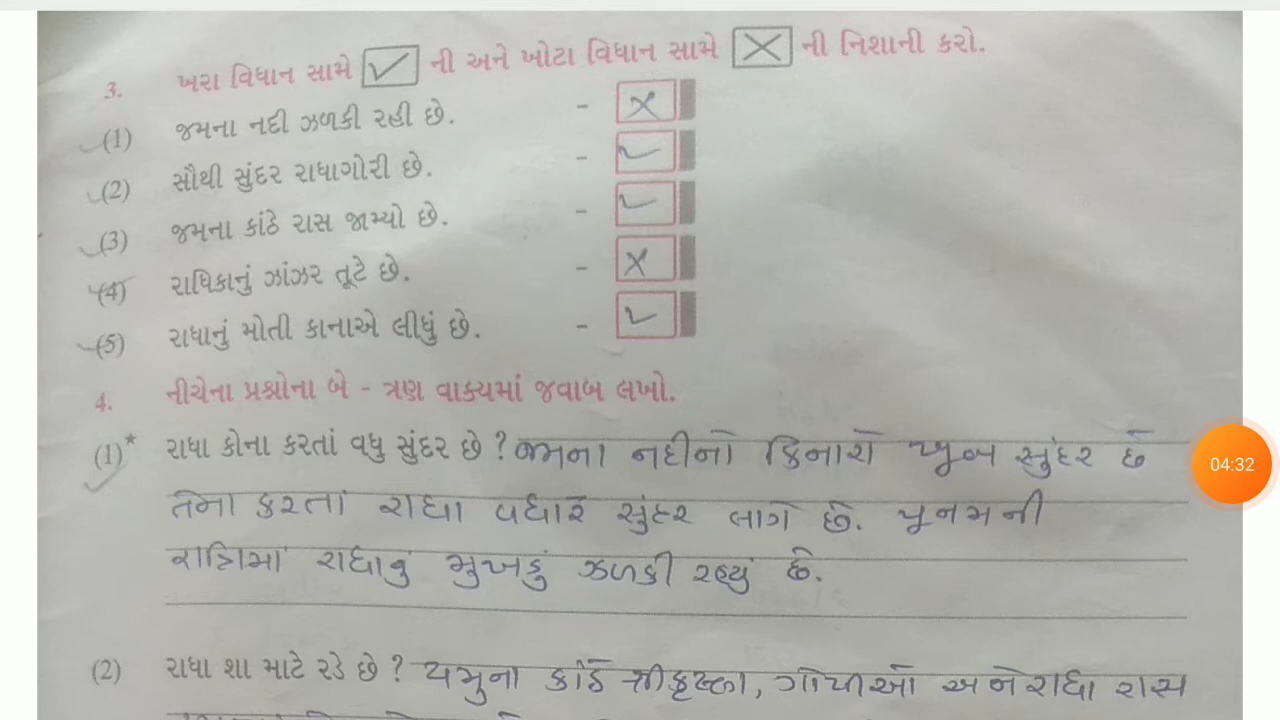 3. ખરા વિધાન સામે ✓ ની અને ખોટા વિધાન સામે ✗ ની નિશાની કરો.
(1) જમના નદી ઝળકી રહી છે. - ✗
(2) સૌથી સુંદર રાધાગોરી છે. - ✓
(3) જમના કાંઠે રાસ જામ્યો છે. - ✓
(4) રાધિકાનું ઝાંઝર તૂટે છે. - ✗
(5) રાધાનું મોતી કાનાએ લીધું છે. - ✓
4. નીચેના પ્રશ્નોના બે - ત્રણ વાક્યમાં જવાબ લખો.
(1)* રાધા કોના કરતાં વધુ સુંદર છે ? જમના નદીનો કિનારો ખૂબ સુંદર છે
તેના કરતાં રાધા વધારે સુંદર લાગે છે. પૂનમની
રાત્રિમાં રાધાનું મુખડું ઝળકી રહ્યું છે.
(2) રાધા શા માટે રડે છે ? યમુના કાંઠે શ્રીકૃષ્ણ, ગોપીઓ અને રાધા રાસ
04:32